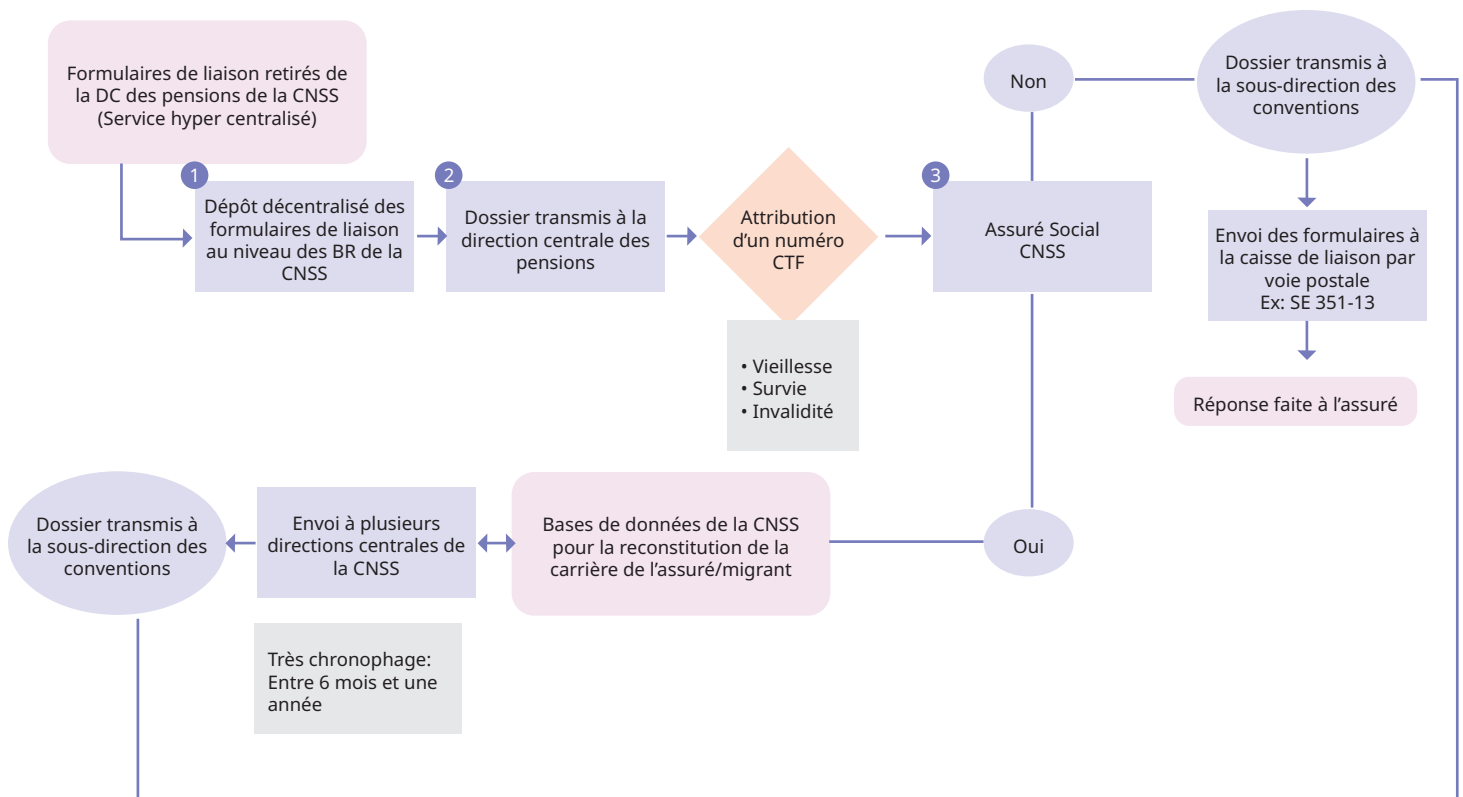 Formulaires de liaison retirés de
la DC des pensions de la CNSS
(Service hyper centralisé)
1
Dépôt décentralisé des
formulaires de liaison
au niveau des BR de la
CNSS
2
Dossier transmis à la
direction centrale des
pensions
Attribution
d’un numéro
CTF
• Vieillesse
• Survie
• Invalidité
3
Assuré Social
CNSS
Non
Dossier transmis à
la sous-direction des
conventions
Envoi des formulaires à
la caisse de liaison par
voie postale
Ex: SE 351-13
Réponse faite à l’assuré
Oui
Bases de données de la CNSS
pour la reconstitution de la
carrière de l’assuré/migrant
Envoi à plusieurs
directions centrales de
la CNSS
Très chronophage:
Entre 6 mois et une
année
Dossier transmis à
la sous-direction des
conventions